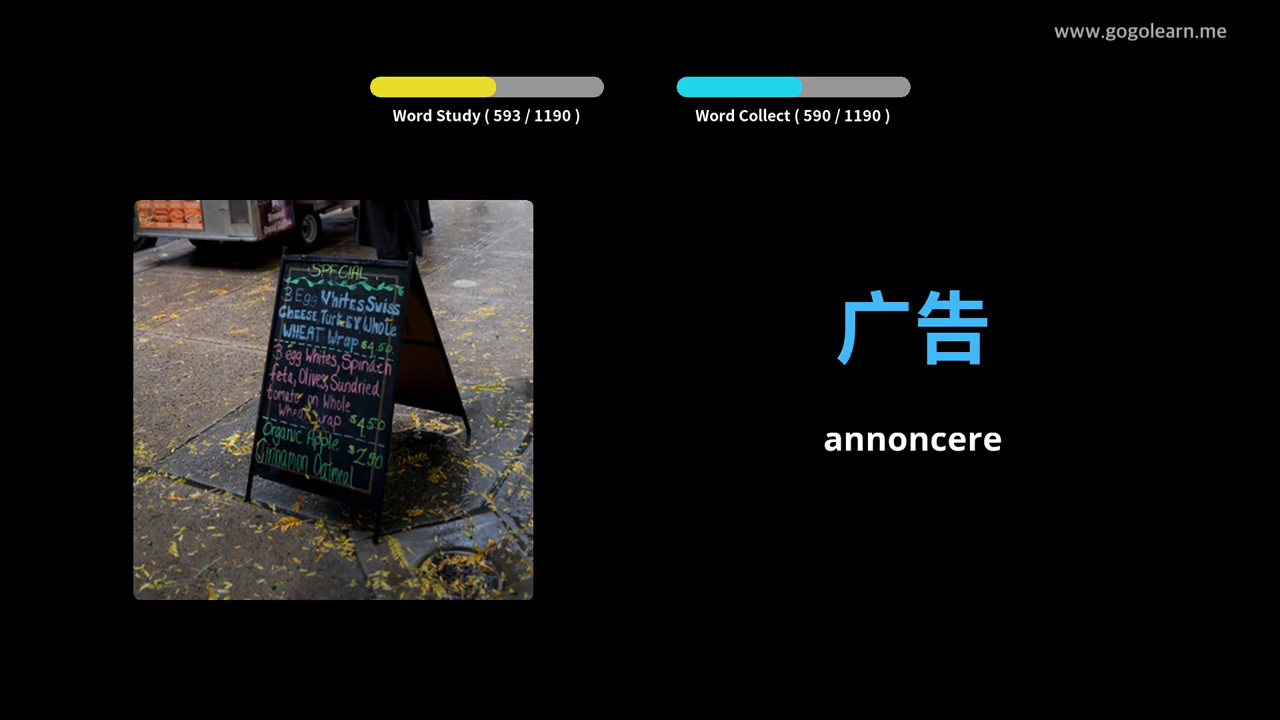 www.gogolearn.me
Word Study ( 593 / 1190 )
Word Collect ( 590 / 1190 )
SPECIAL
3 Egg Whites, Swiss
Cheese, Turkey Whole
WHEAT Wrap $4.50
3 egg Whites, Spinach
feta, Olives, Sundried
tomato on Whole
Wheat Wrap $4.50
Organic Apple
Cinnamon Oatmeal $2.50
广告
annoncere